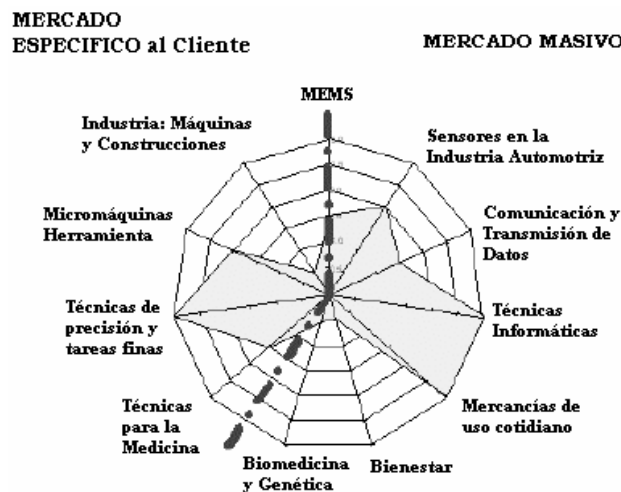 MERCADO
ESPECIFICO al Cliente
MERCADO MASIVO
MEMS
Industria: Máquinas
y Construcciones
Sensores en la
Industria Automotriz
Micromáquinas
Herramienta
Comunicación y
Transmisión de
Datos
Técnicas de
precisión y
tareas finas
Técnicas
Informáticas
Técnicas
para la
Medicina
Mercancías de
uso cotidiano
Biomedicina
y Genética
Bienestar